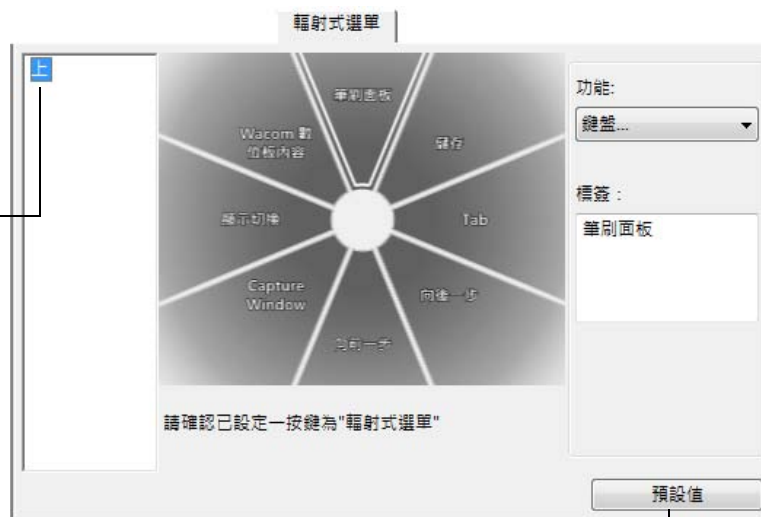 輻射式選單
上
筆刷面板
Wacom 數
位板內容
儲存
顯示切換
Tab
Capture
Window
向後一步
向前一步
請確認已設定一按鍵為"輻射式選單"
功能:
鍵盤...
標簽：
筆刷面板
預設值